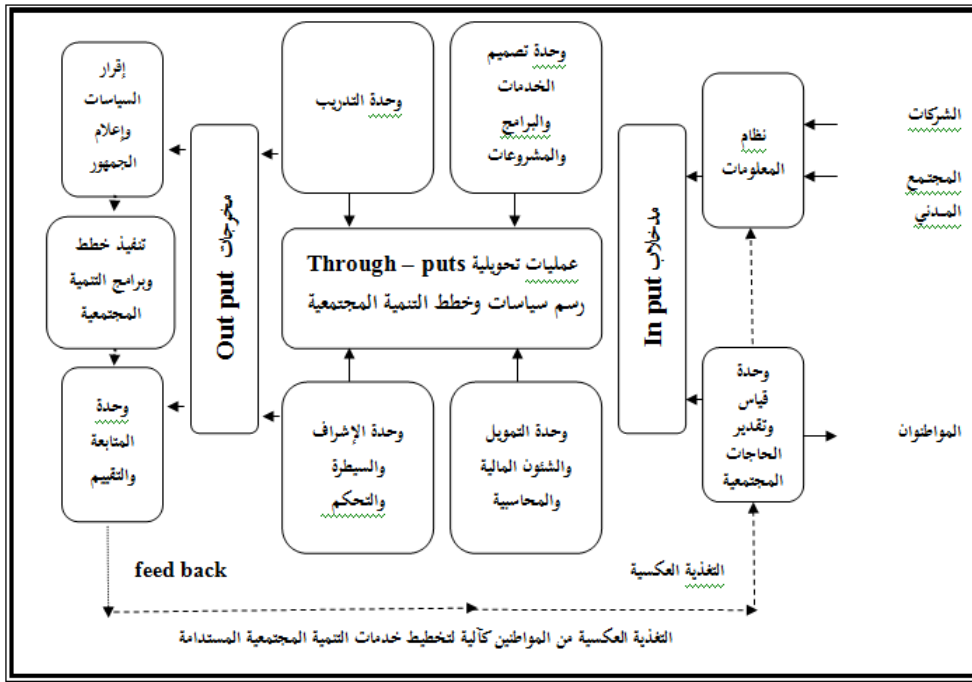 الشركات
المجتمع
المدني
المواطنوان
نظام
المعلومات
وحدة
قياس
وتقدير
الحاجات
المجتمعية
مدخلاب In put
وحدة تصميم
الخدمات
والبرامج
والمشروعات
وحدة التدريب
عمليات تحويلية Through – puts
رسم سياسات وخطط التنمية المجتمعية
وحدة التمويل
والشئون المالية
والمحاسبية
وحدة الإشراف
والسيطرة
والتحكم
مخرجات Out put
إقرار
السياسات
وإعلام
الجمهور
تنفيذ خطط
وبرامج التنمية
المجتمعية
وحدة
المتابعة
والتقييم
التغذية العكسية
feed back
التغذية العكسية من المواطنين كآلية لتخطيط خدمات التنمية المجتمعية المستدامة